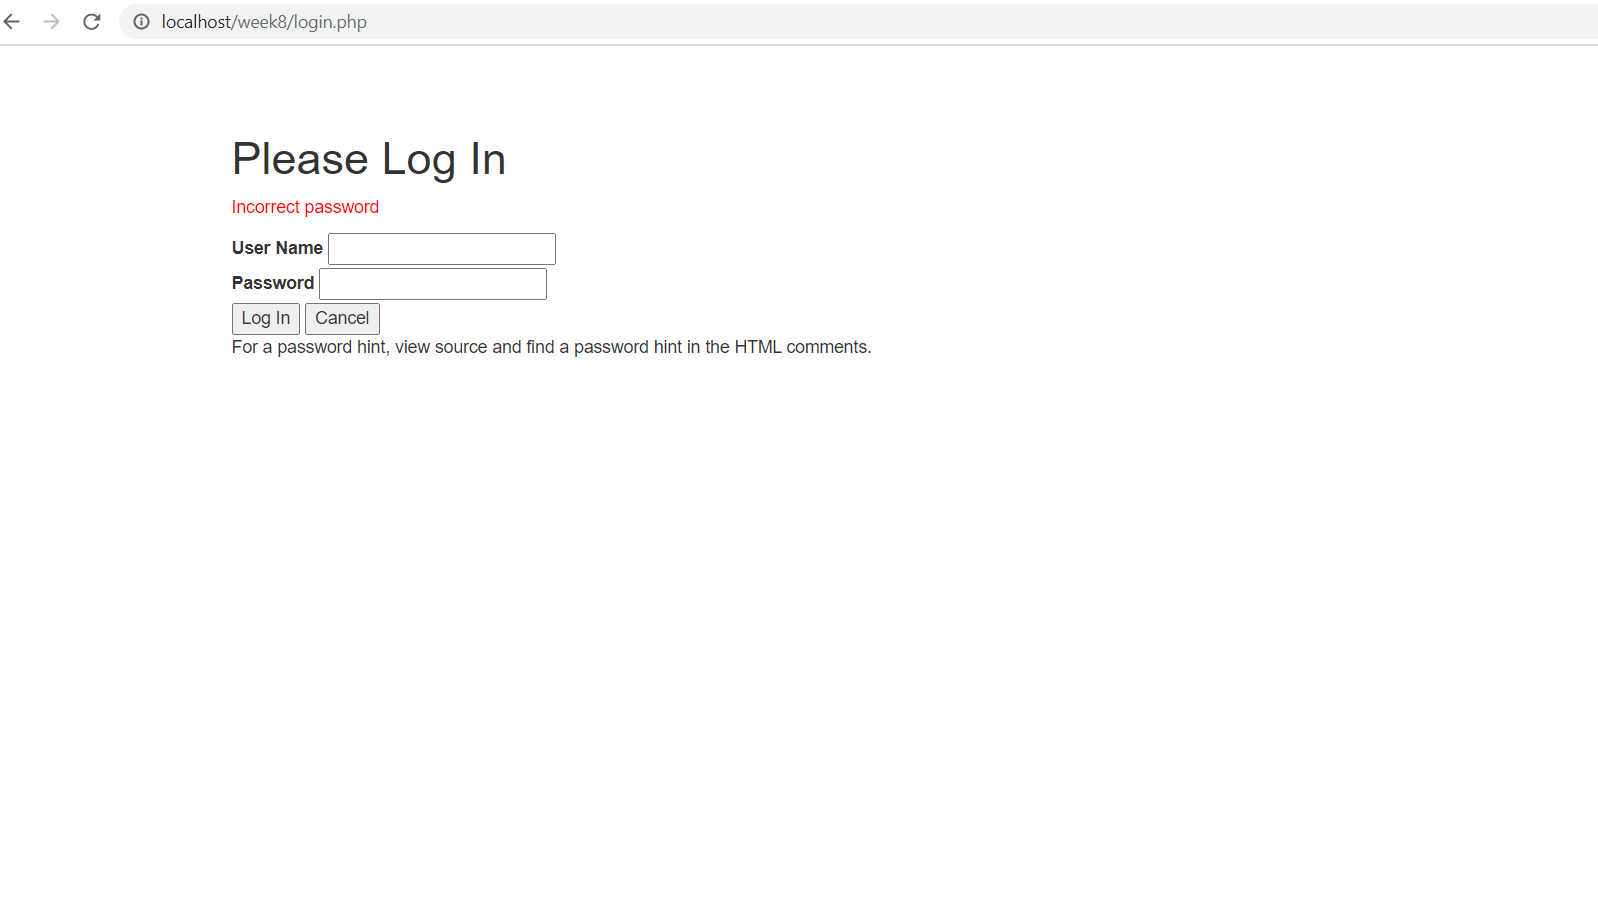 localhost/week8/login.php
Please Log In
Incorrect password
User Name
Password
Log In Cancel
For a password hint, view source and find a password hint in the HTML comments.